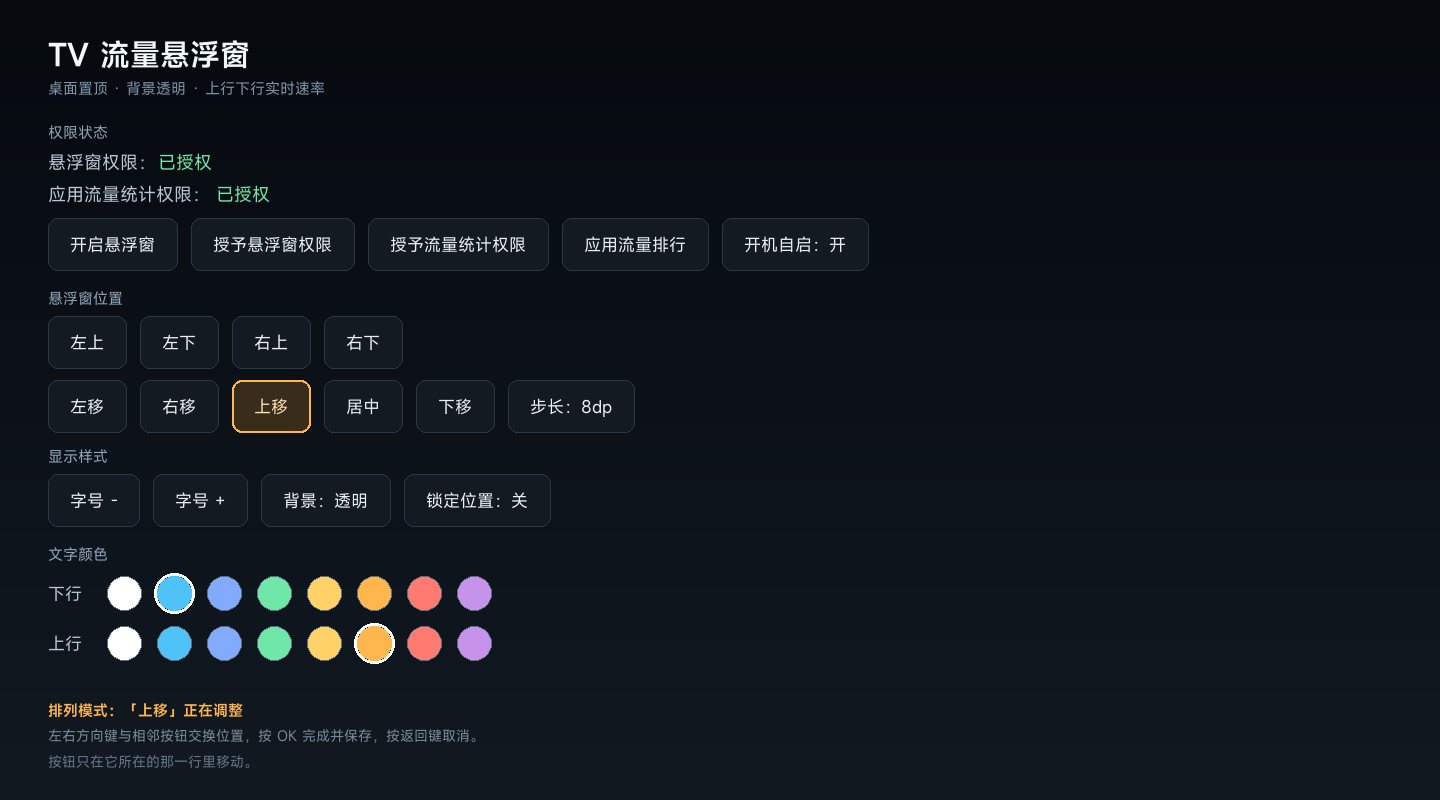 TV 流量悬浮窗
桌面置顶 · 背景透明 · 上行下行实时速率
权限状态
悬浮窗权限：已授权
应用流量统计权限： 已授权
开启悬浮窗 授予悬浮窗权限 授予流量统计权限 应用流量排行 开机自启：开
悬浮窗位置
左上 左下 右上 右下
左移 右移 上移 居中 下移 步长：8dp
显示样式
字号 - 字号 + 背景：透明 锁定位置：关
文字颜色
下行
上行
排列模式：「上移」正在调整
左右方向键与相邻按钮交换位置，按 OK 完成并保存，按返回键取消。
按钮只在它所在的那一行里移动。